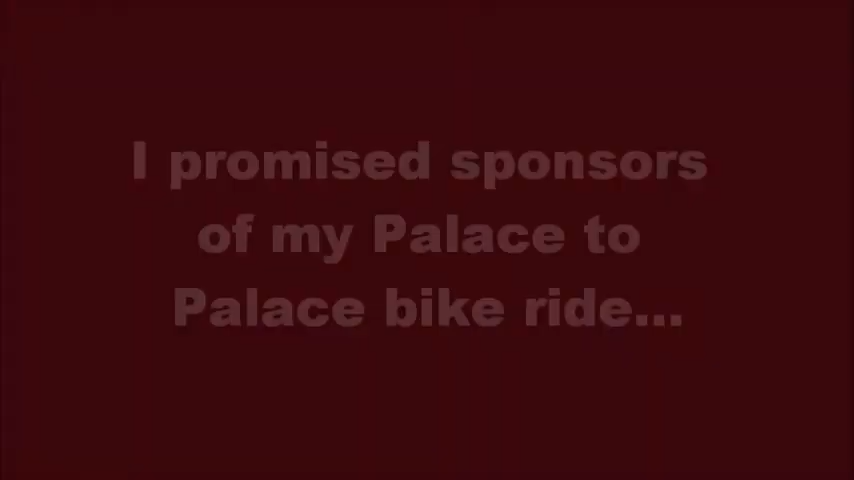 I promised sponsors
of my Palace to
Palace bike ride...